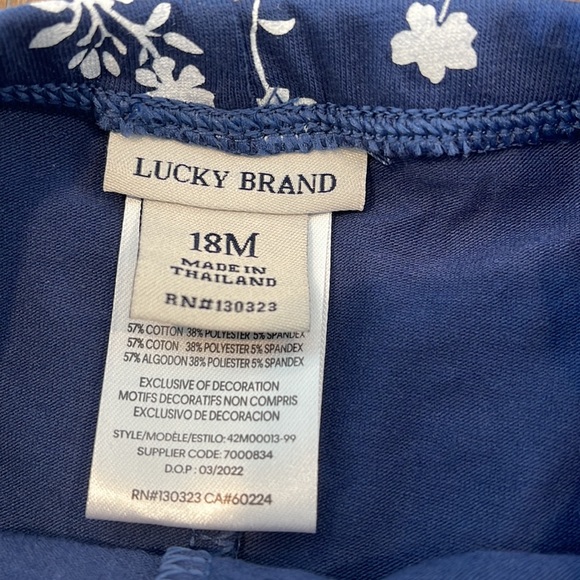 LUCKY BRAND
18M
MADE IN
THAILAND
RN#130323
57% COTTON 38% POLYESTER 5% SPANDEX
57% COTON 38% POLYESTER 5% SPANDEX
57% ALGODON 38% POLIESTER 5% SPANDEX
EXCLUSIVE OF DECORATION
MOTIFS DECORATIFS NON COMPRIS
EXCLUSIVO DE DECORACION
STYLE/MODÈLE/ESTILO: 42M00013-99
SUPPLIER CODE: 7000834
D.O.P : 03/2022
RN#130323 CA#60224